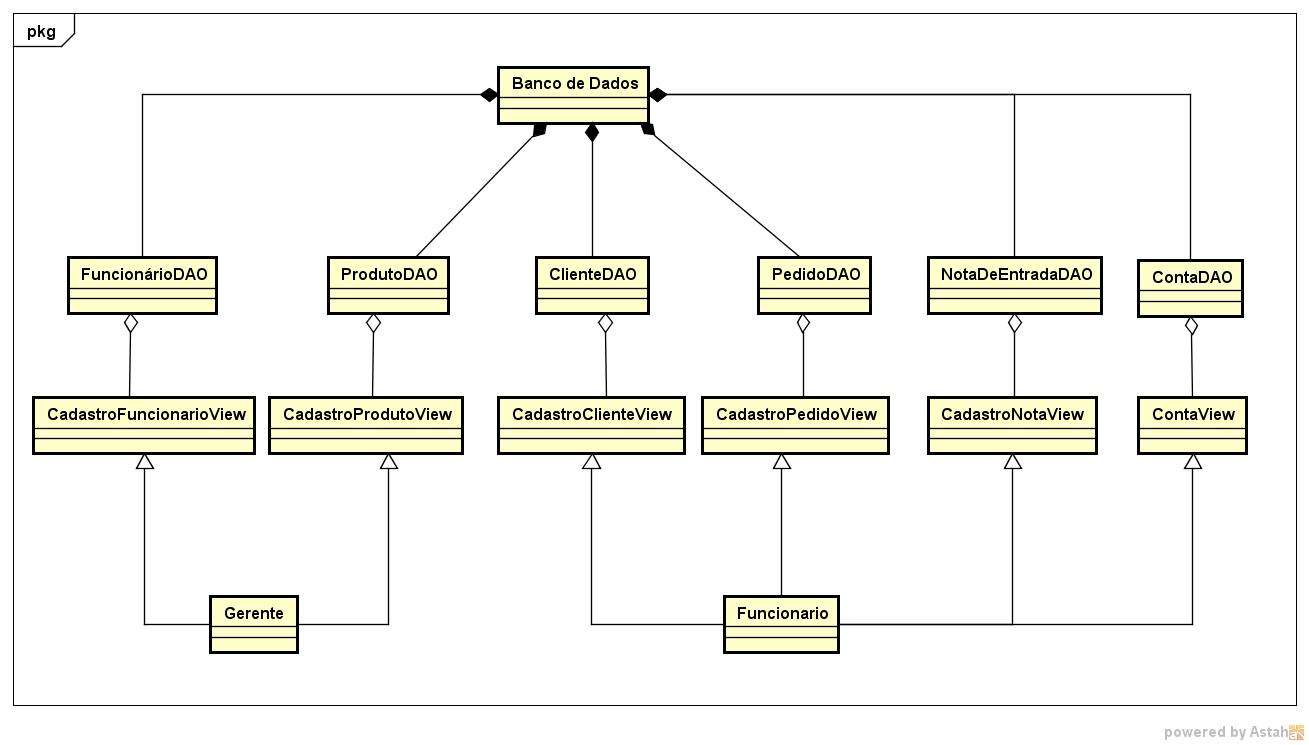 pkg
Banco de Dados
FuncionárioDAO
ProdutoDAO
ClienteDAO
PedidoDAO
NotaDeEntradaDAO
ContaDAO
CadastroFuncionarioView
CadastroProdutoView
CadastroClienteView
CadastroPedidoView
CadastroNotaView
ContaView
Gerente
Funcionario
powered by Astah